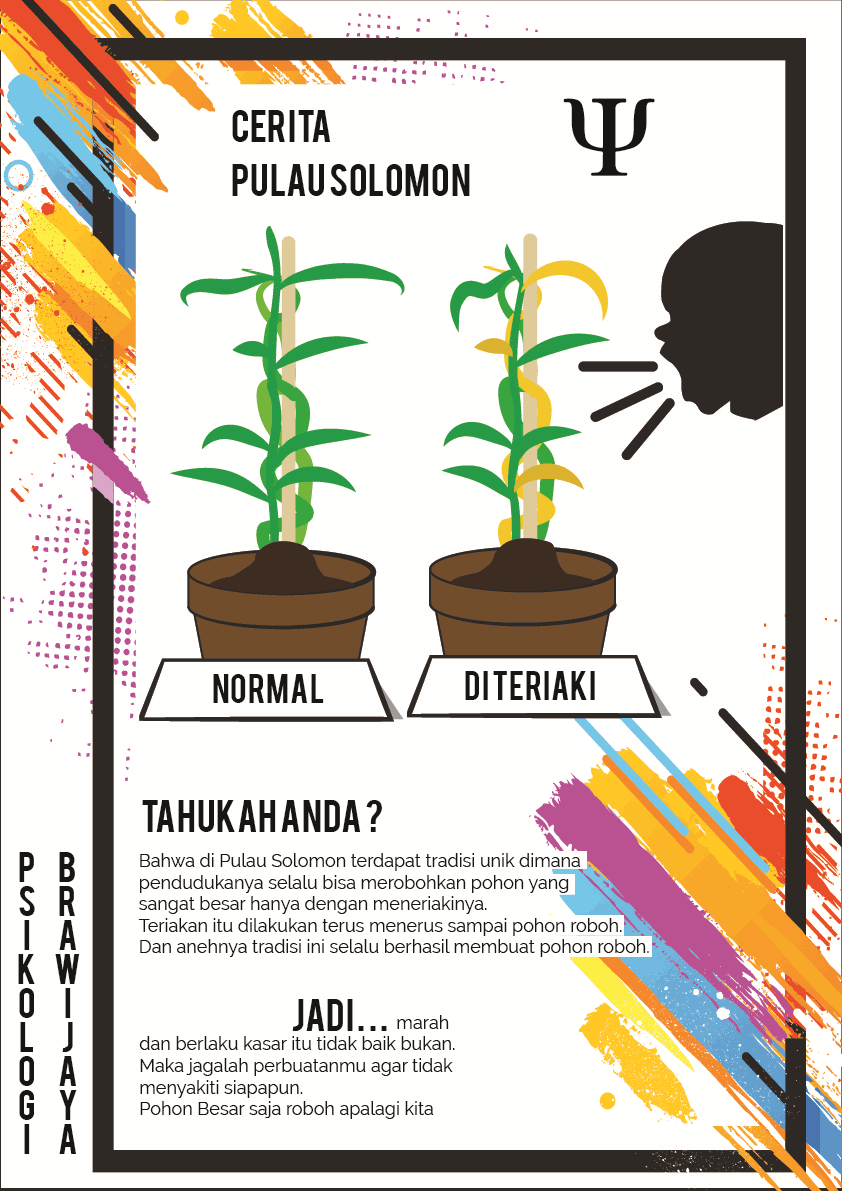 CERITA
PULAU SOLOMON
Ψ
NORMAL
DITERIAKI
TAHUKAH ANDA ?
Bahwa di Pulau Solomon terdapat tradisi unik dimana
pendudukanya selalu bisa merobohkan pohon yang
sangat besar hanya dengan meneriakinya.
Teriakan itu dilakukan terus menerus sampai pohon roboh.
Dan anehnya tradisi ini selalu berhasil membuat pohon roboh.
JADI... marah
dan berlaku kasar itu tidak baik bukan.
Maka jagalah perbuatanmu agar tidak
menyakiti siapapun.
Pohon Besar saja roboh apalagi kita
PSIKOLOGI
BRAWIJAYA